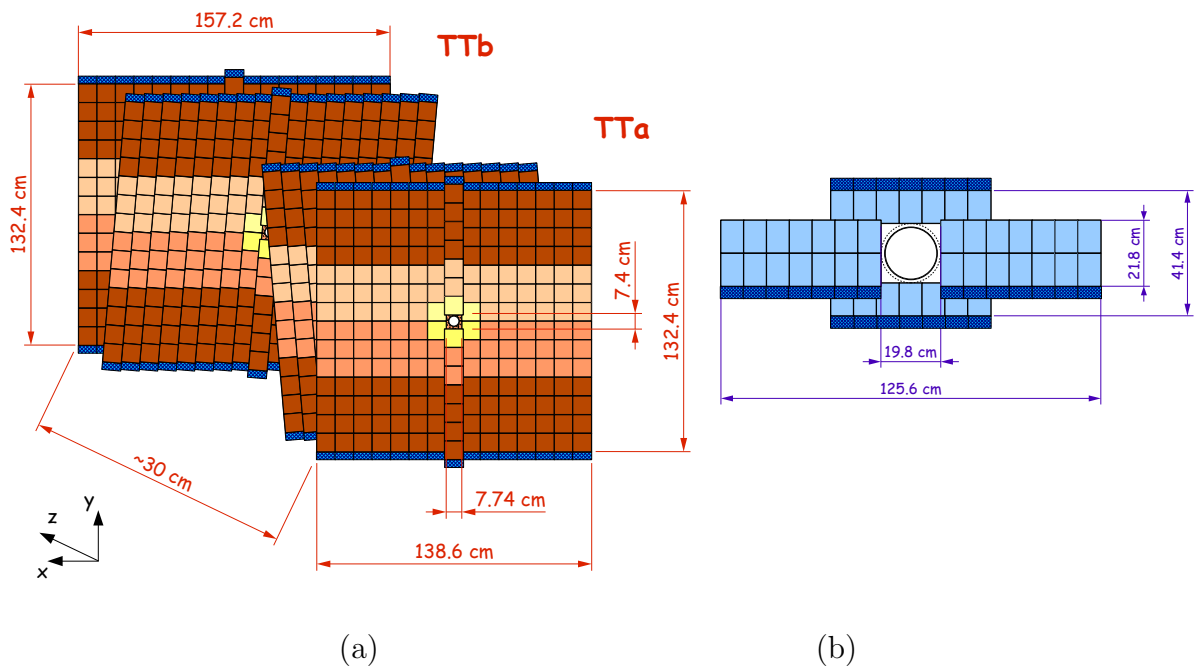 157.2 cm
TTb
TTa
132.4 cm
7.4 cm
132.4 cm
~30 cm
7.74 cm
138.6 cm
y
z
x
21.8 cm
41.4 cm
19.8 cm
125.6 cm
(a)
(b)